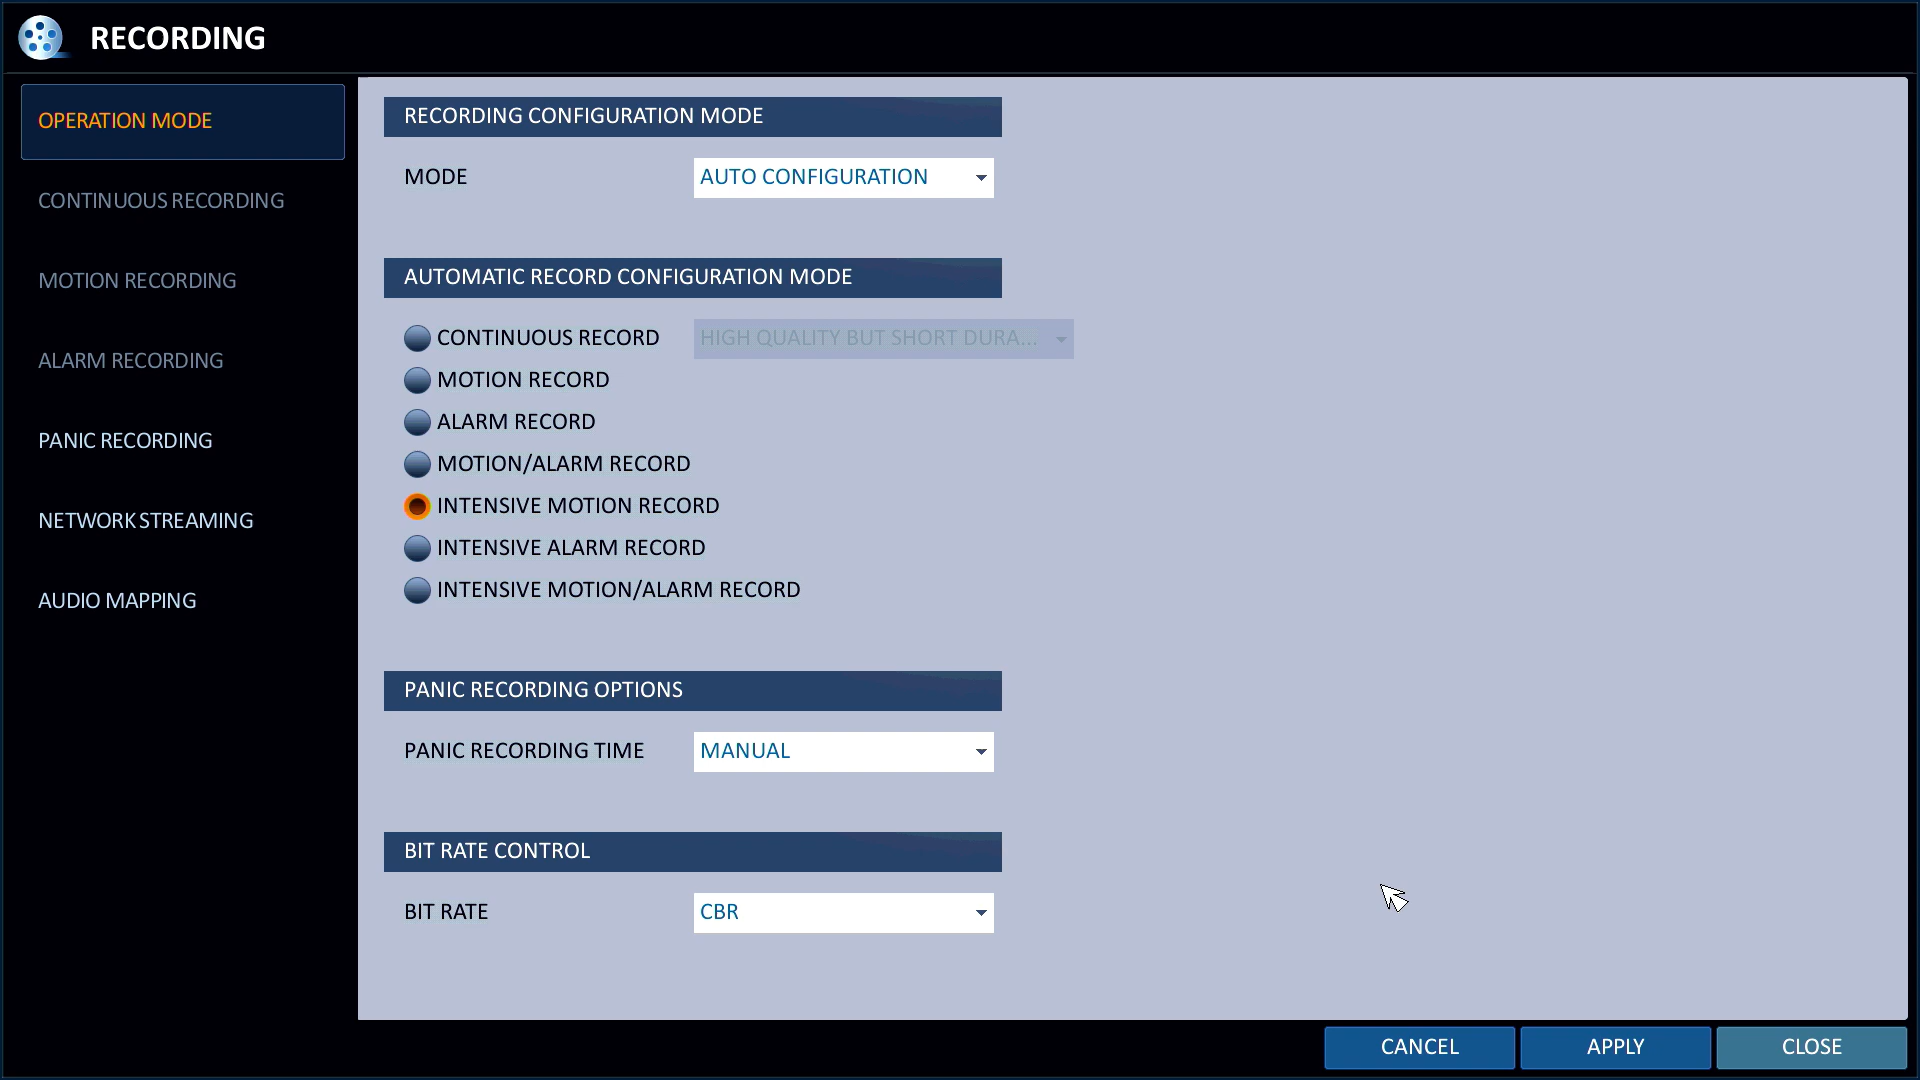 RECORDING
OPERATION MODE
CONTINUOUS RECORDING
MOTION RECORDING
ALARM RECORDING
PANIC RECORDING
NETWORK STREAMING
AUDIO MAPPING
RECORDING CONFIGURATION MODE
MODE AUTO CONFIGURATION
AUTOMATIC RECORD CONFIGURATION MODE
CONTINUOUS RECORD HIGH QUALITY BUT SHORT DURA...
MOTION RECORD
ALARM RECORD
MOTION/ALARM RECORD
INTENSIVE MOTION RECORD
INTENSIVE ALARM RECORD
INTENSIVE MOTION/ALARM RECORD
PANIC RECORDING OPTIONS
PANIC RECORDING TIME MANUAL
BIT RATE CONTROL
BIT RATE CBR
CANCEL APPLY CLOSE